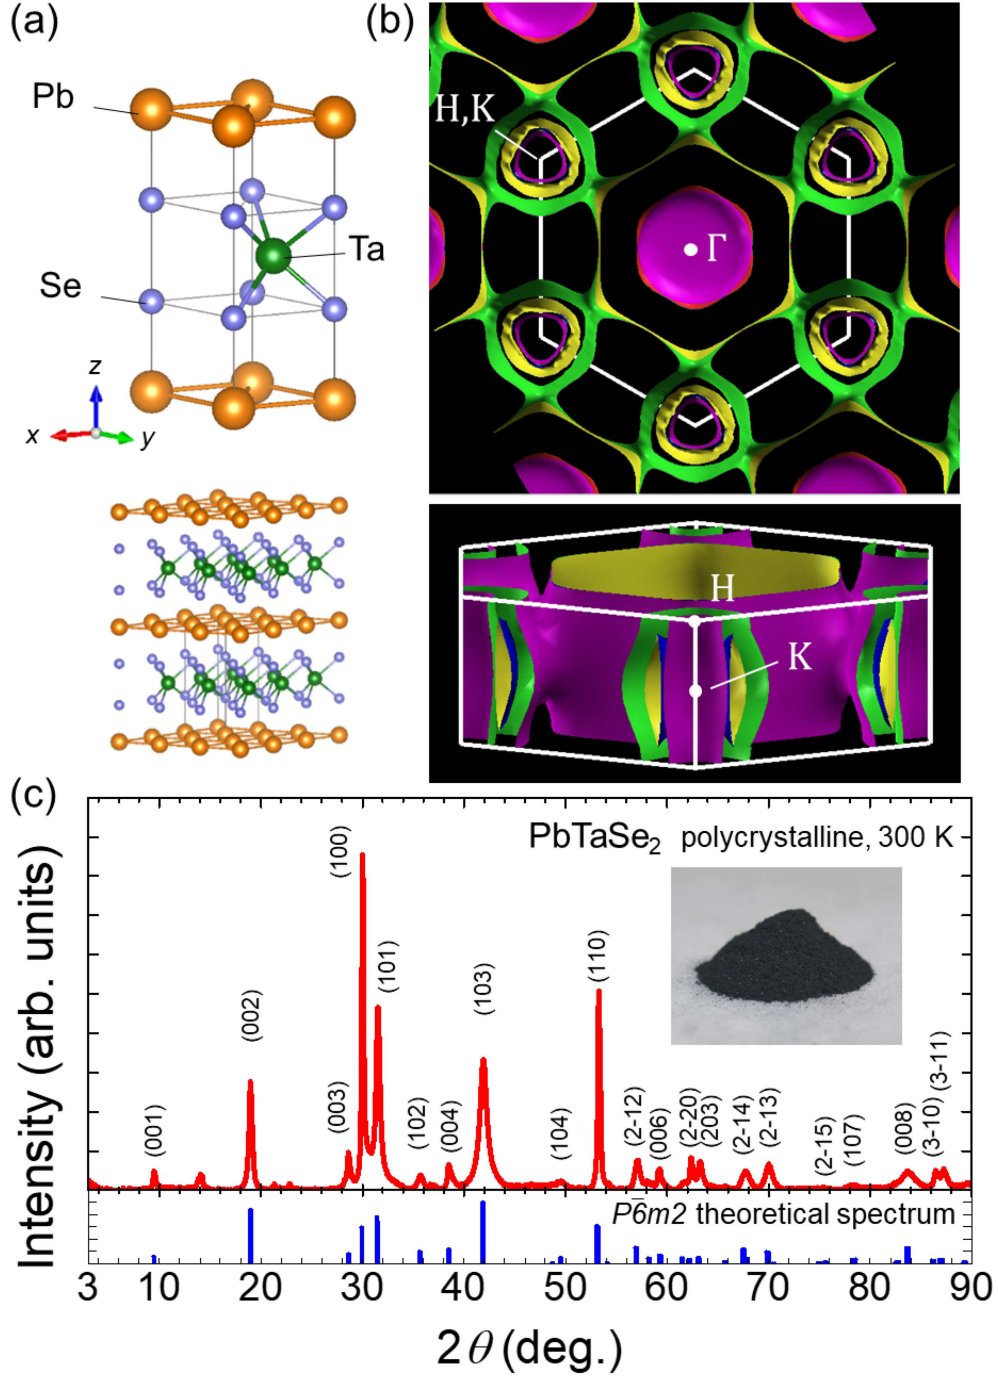 (a)
Pb
Ta
Se
z
x
y
(b)
H,K
Γ
H
K
(c)
PbTaSe₂ polycrystalline, 300 K
(001)
(002)
(003)
(100)
(101)
(102)
(004)
(103)
(104)
(110)
(2-12)
(006)
(2-20)
(203)
(2-14)
(2-13)
(2-15)
(107)
(008)
(3-10)
(3-11)
P6̅m2 theoretical spectrum
Intensity (arb. units)
3 10 20 30 40 50 60 70 80 90
2θ (deg.)